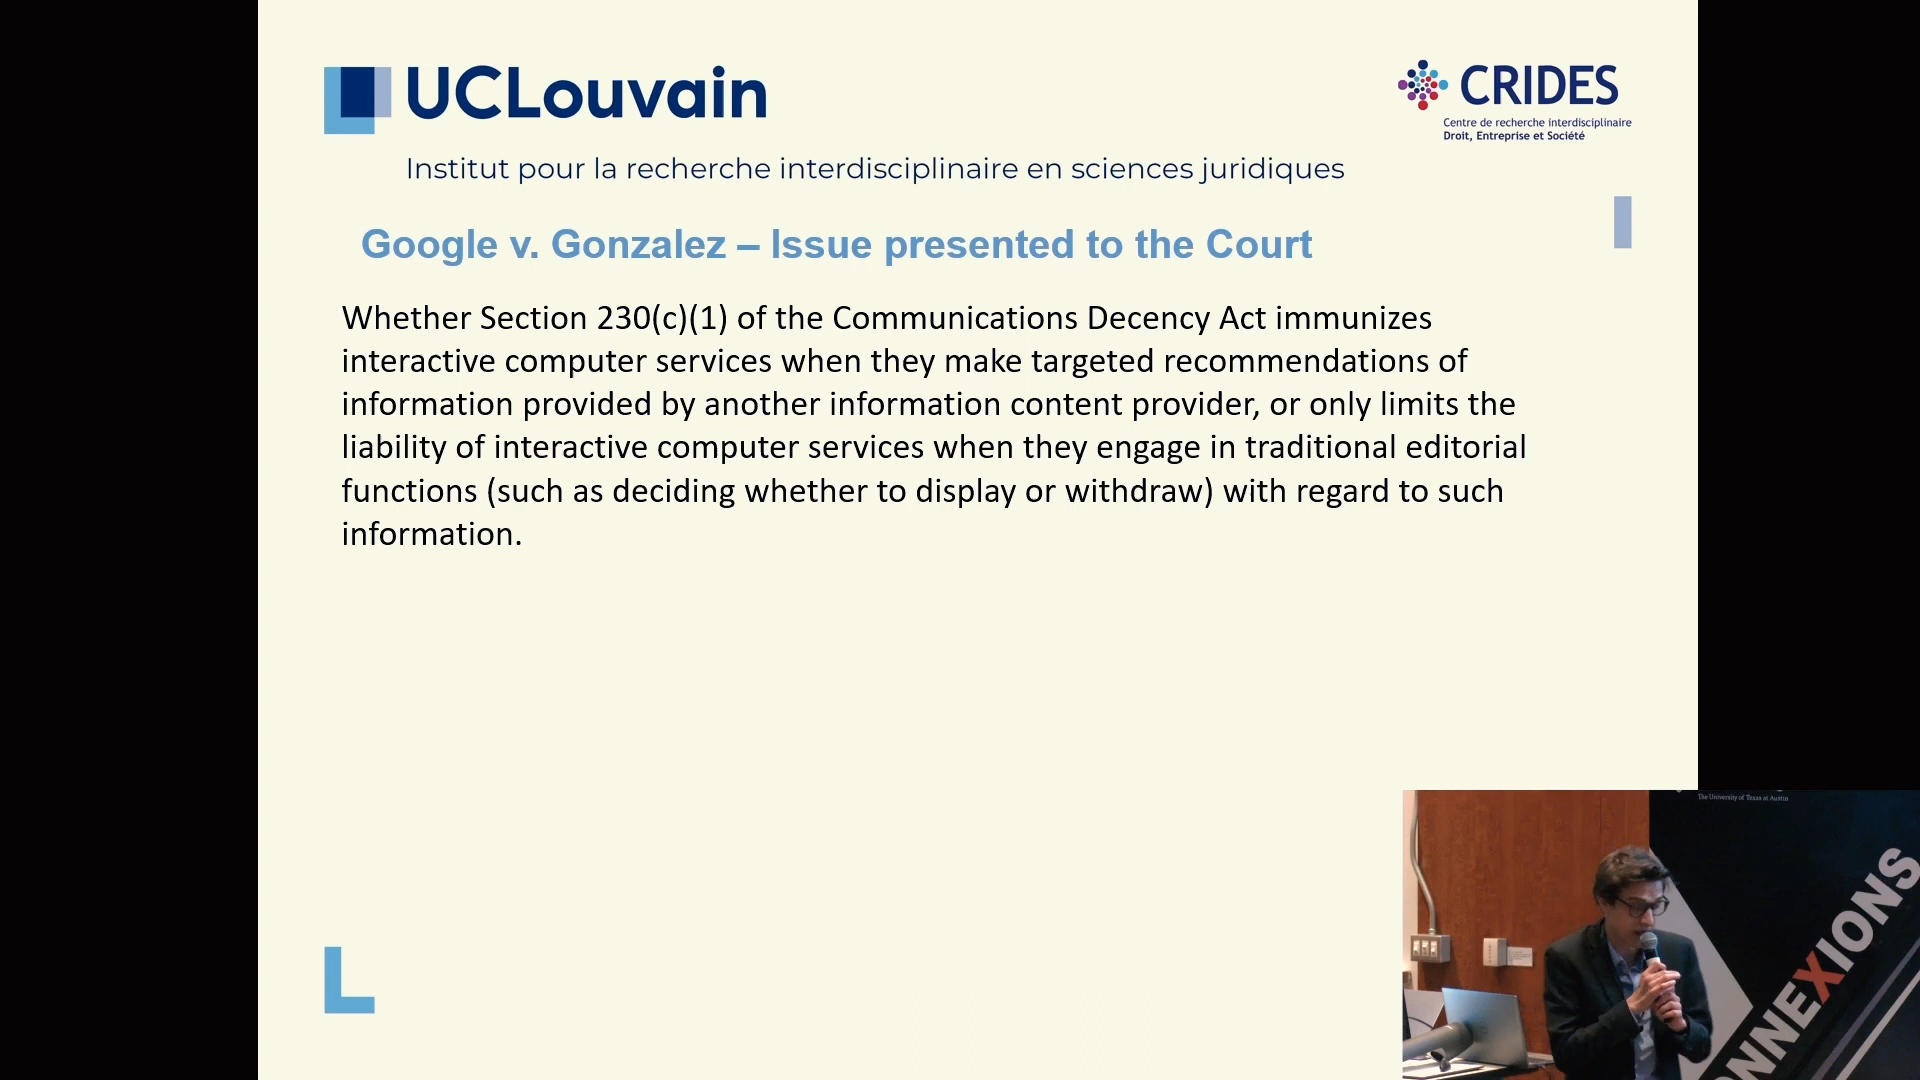 UCLouvain
CRIDES
Centre de recherche interdisciplinaire
Droit, Entreprise et Société
Institut pour la recherche interdisciplinaire en sciences juridiques
Google v. Gonzalez – Issue presented to the Court
Whether Section 230(c)(1) of the Communications Decency Act immunizes
interactive computer services when they make targeted recommendations of
information provided by another information content provider, or only limits the
liability of interactive computer services when they engage in traditional editorial
functions (such as deciding whether to display or withdraw) with regard to such
information.
The University of Texas at Austin
NNEXIONS